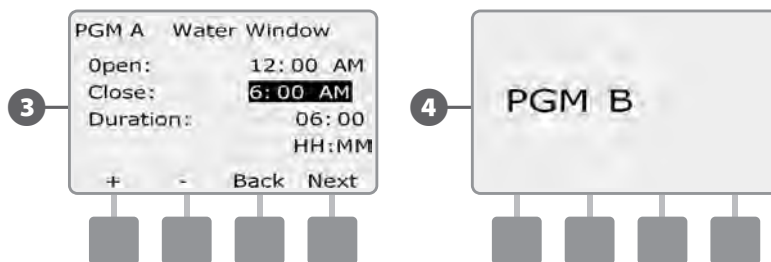 3
PGM A Water Window
Open: 12:00 AM
Close: 6:00 AM
Duration: 06:00
HH:MM
+ - Back Next
4
PGM B